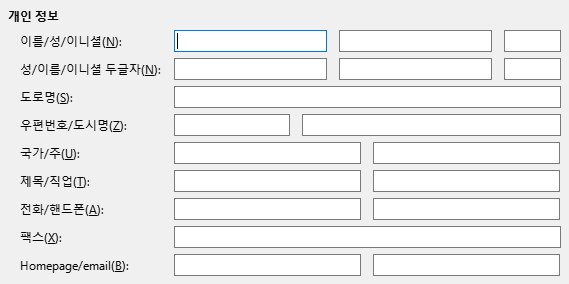 개인 정보
이름/성/이니셜(N):
성/이름/이니셜 두글자(N):
도로명(S):
우편번호/도시명(Z):
국가/주(U):
제목/직업(T):
전화/핸드폰(A):
팩스(X):
Homepage/email(B):